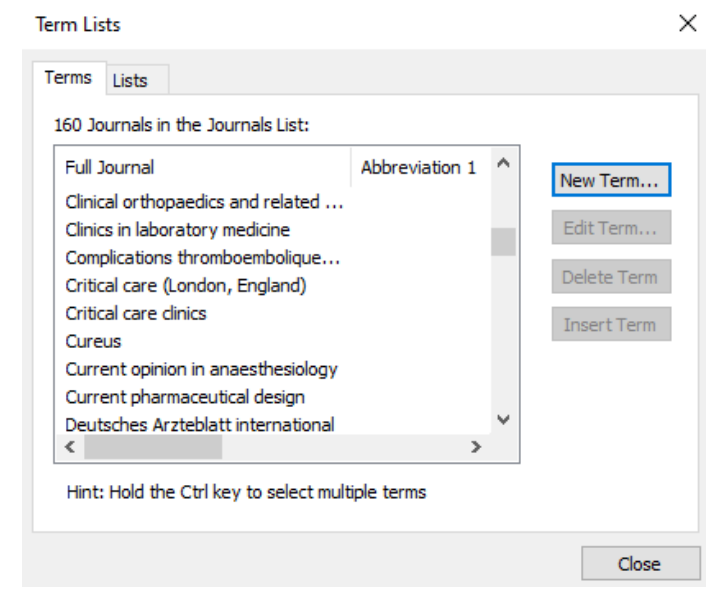 Term Lists
Terms Lists
160 Journals in the Journals List:
Full Journal Abbreviation 1
Clinical orthopaedics and related ...
Clinics in laboratory medicine
Complications thromboembolique...
Critical care (London, England)
Critical care clinics
Cureus
Current opinion in anaesthesiology
Current pharmaceutical design
Deutsches Arzteblatt international
New Term...
Edit Term...
Delete Term
Insert Term
Hint: Hold the Ctrl key to select multiple terms
Close